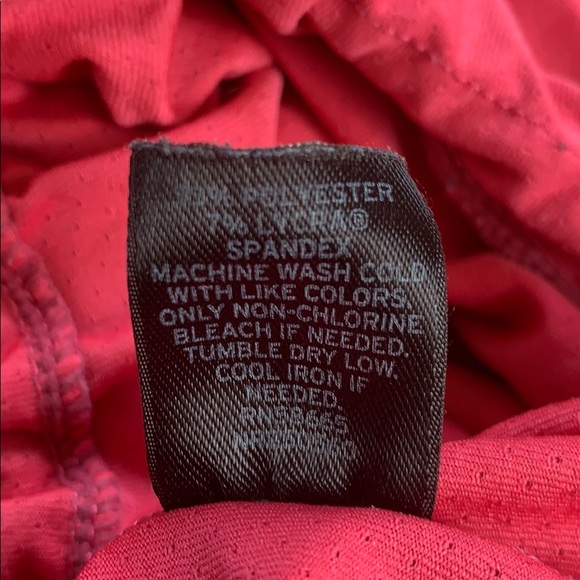 POLYESTER
7% LYCRA®
SPANDEX
MACHINE WASH COLD
WITH LIKE COLORS,
ONLY NON-CHLORINE
BLEACH IF NEEDED.
TUMBLE DRY LOW.
COOL IRON IF
NEEDED.